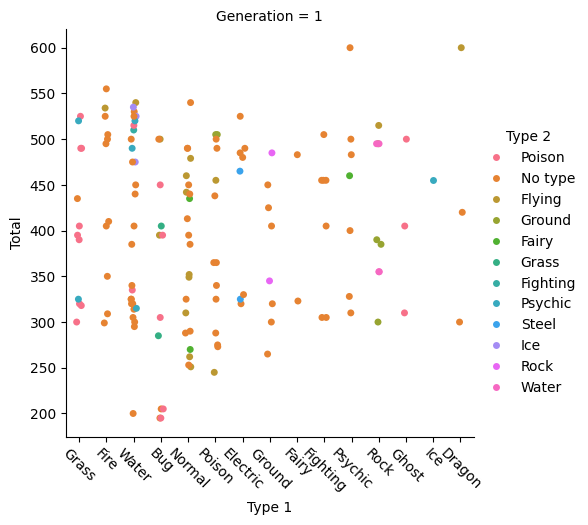 Generation = 1
Total
600
550
500
450
400
350
300
250
200
Grass
Fire
Water
Bug
Normal
Poison
Electric
Ground
Fairy
Fighting
Psychic
Rock
Ghost
Ice
Dragon
Type 1
Type 2
Poison
No type
Flying
Ground
Fairy
Grass
Fighting
Psychic
Steel
Ice
Rock
Water